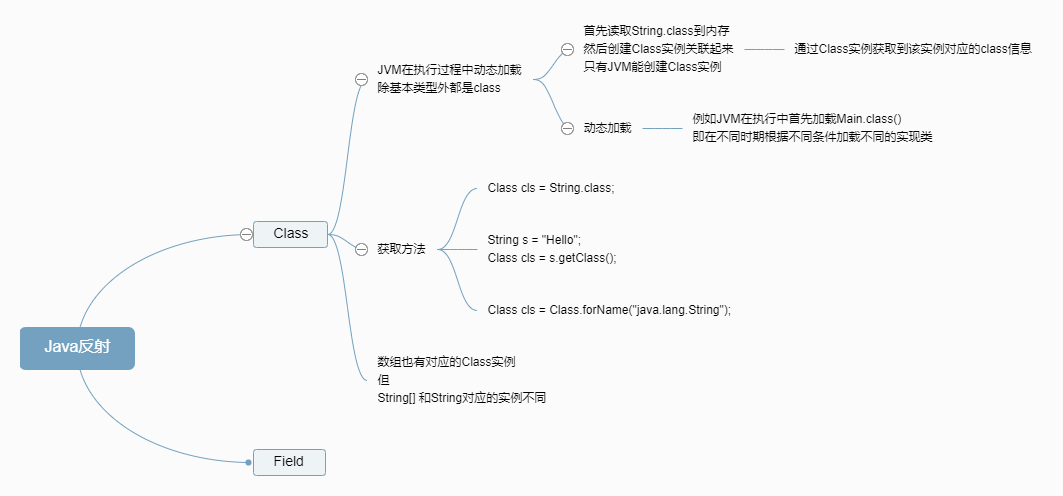 Java反射
Class
JVM在执行过程中动态加载
除基本类型外都是class
首先读取String.class到内存
然后创建Class实例关联起来
只有JVM能创建Class实例
通过Class实例获取到该实例对应的class信息
动态加载
例如JVM在执行中首先加载Main.class()
即在不同时期根据不同条件加载不同的实现类
获取方法
Class cls = String.class;
String s = "Hello";
Class cls = s.getClass();
Class cls = Class.forName("java.lang.String");
数组也有对应的Class实例
但
String[] 和String对应的实例不同
Field